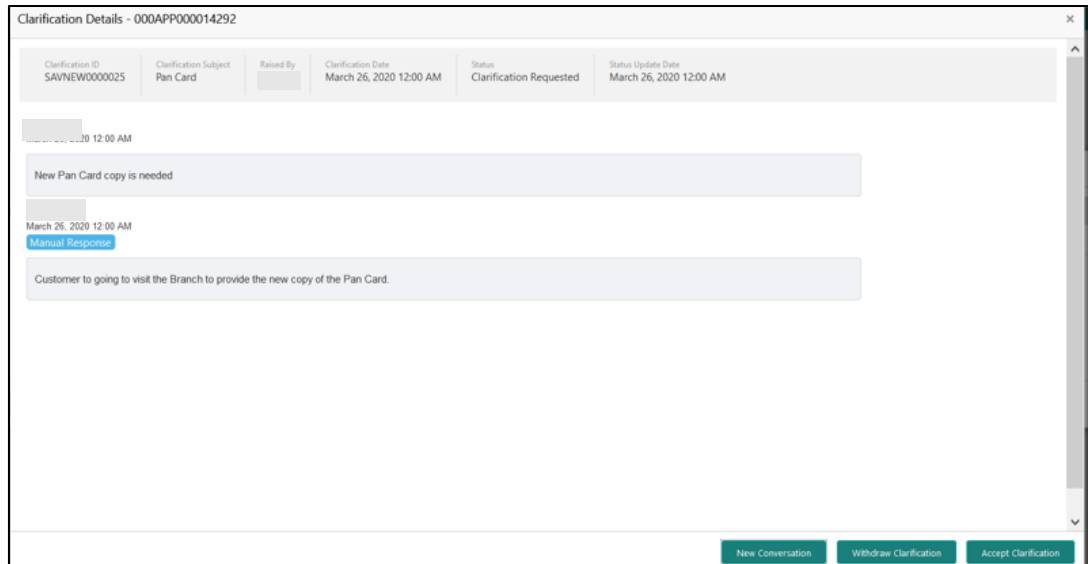 Clarification Details - 000APP000014292 ×
Clarification ID Clarification Subject Raised By Clarification Date Status Status Update Date
SAVNEW0000025 Pan Card March 26, 2020 12:00 AM Clarification Requested March 26, 2020 12:00 AM
12:00 AM
New Pan Card copy is needed
March 26, 2020 12:00 AM
Manual Response
Customer to going to visit the Branch to provide the new copy of the Pan Card.
New Conversation Withdraw Clarification Accept Clarification